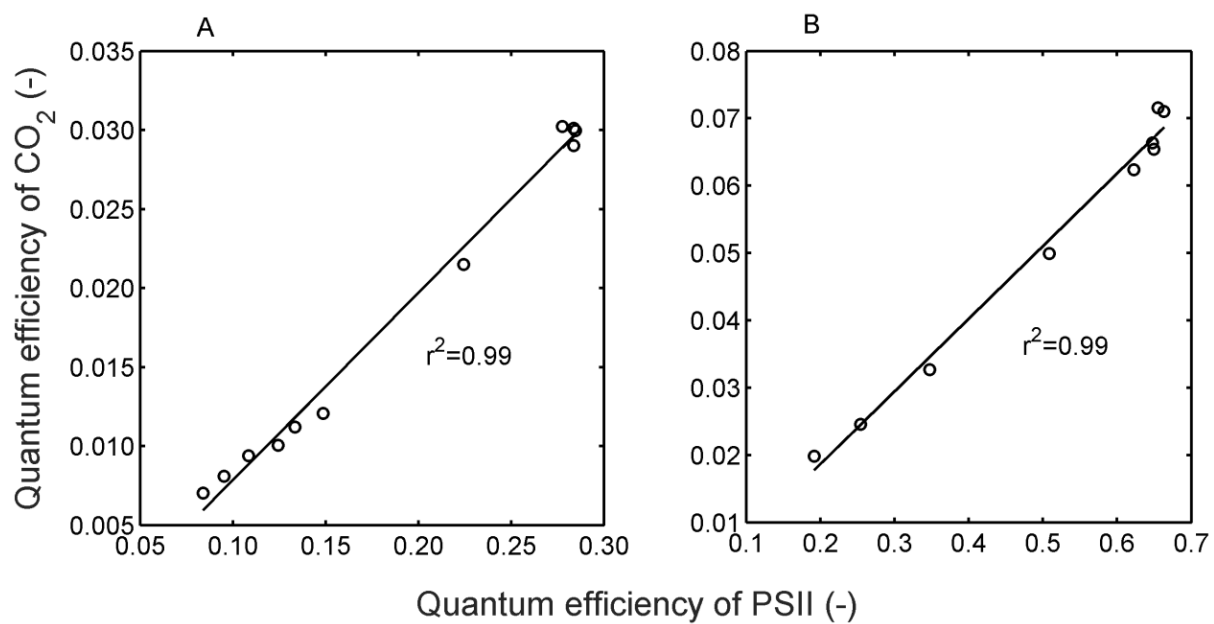 A
B
Quantum efficiency of CO2 (-)
0.035
0.030
0.025
0.020
0.015
0.010
0.005
0.05 0.10 0.15 0.20 0.25 0.30
r2=0.99
0.08
0.07
0.06
0.05
0.04
0.03
0.02
0.01
0.1 0.2 0.3 0.4 0.5 0.6 0.7
r2=0.99
Quantum efficiency of PSII (-)